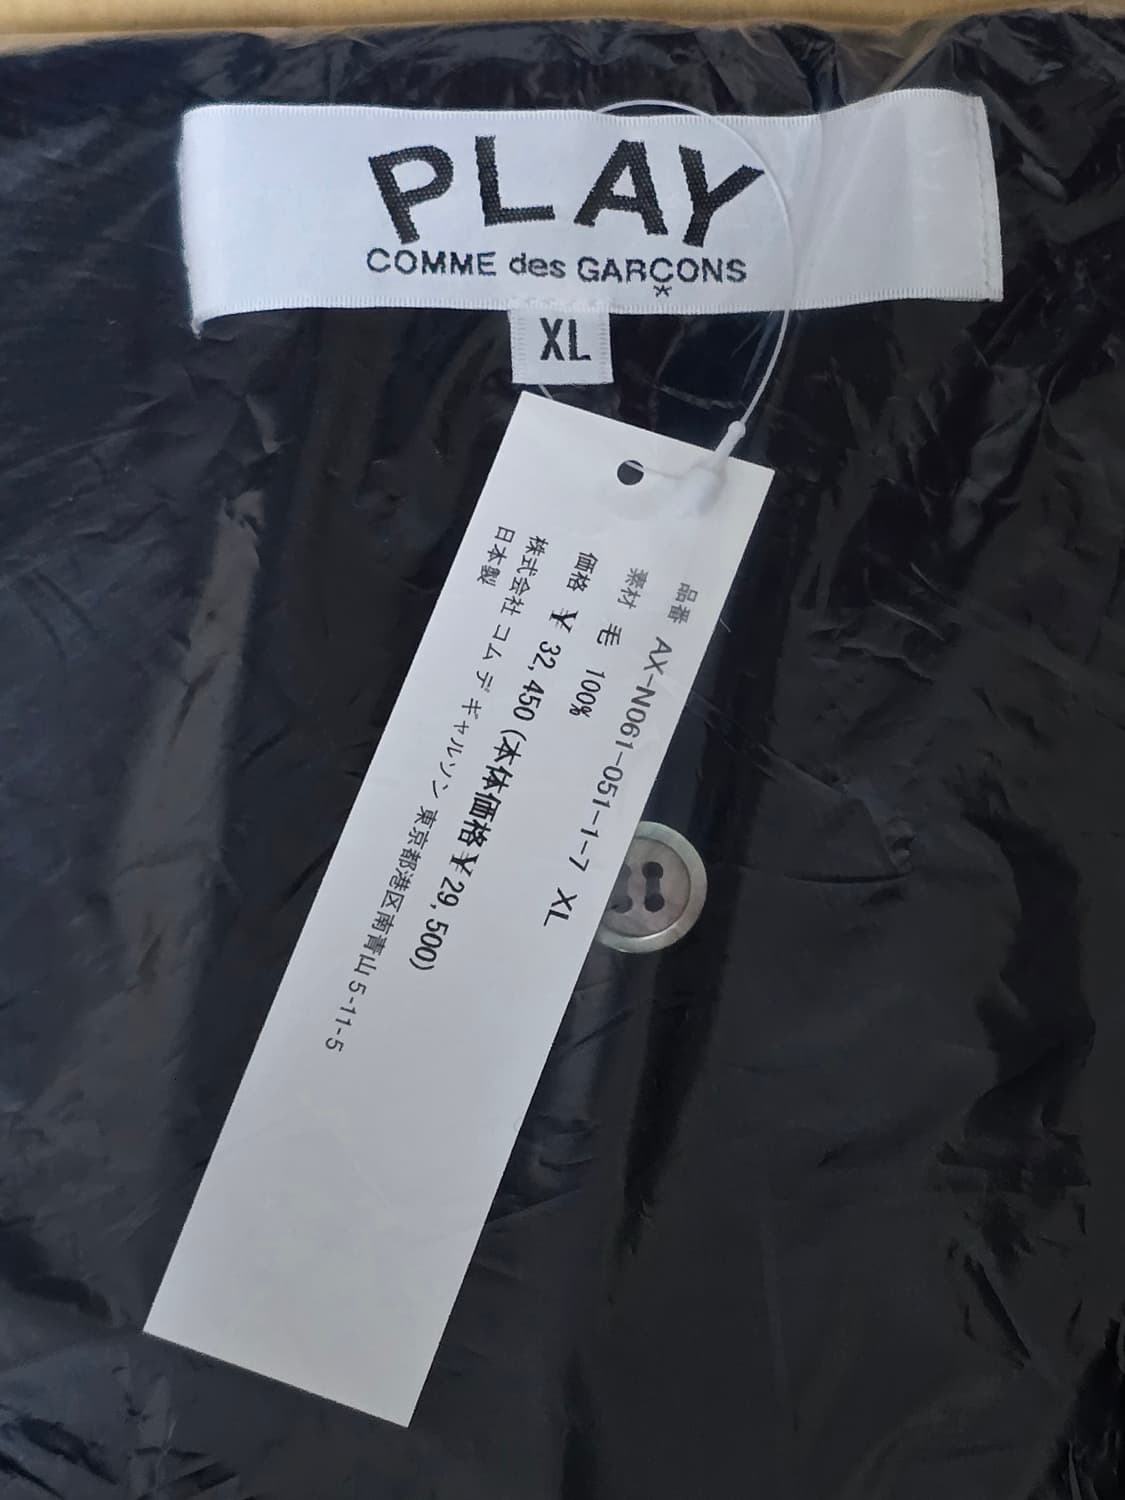 PLAY
COMME des GARÇONS
XL
品番 AX-N061-051-1-7 XL
素材 毛 100%
価格 ¥ 32,450 (本体価格 ¥ 29,500)
株式会社 コム デ ギャルソン 東京都港区南青山 5-11-5
日本製